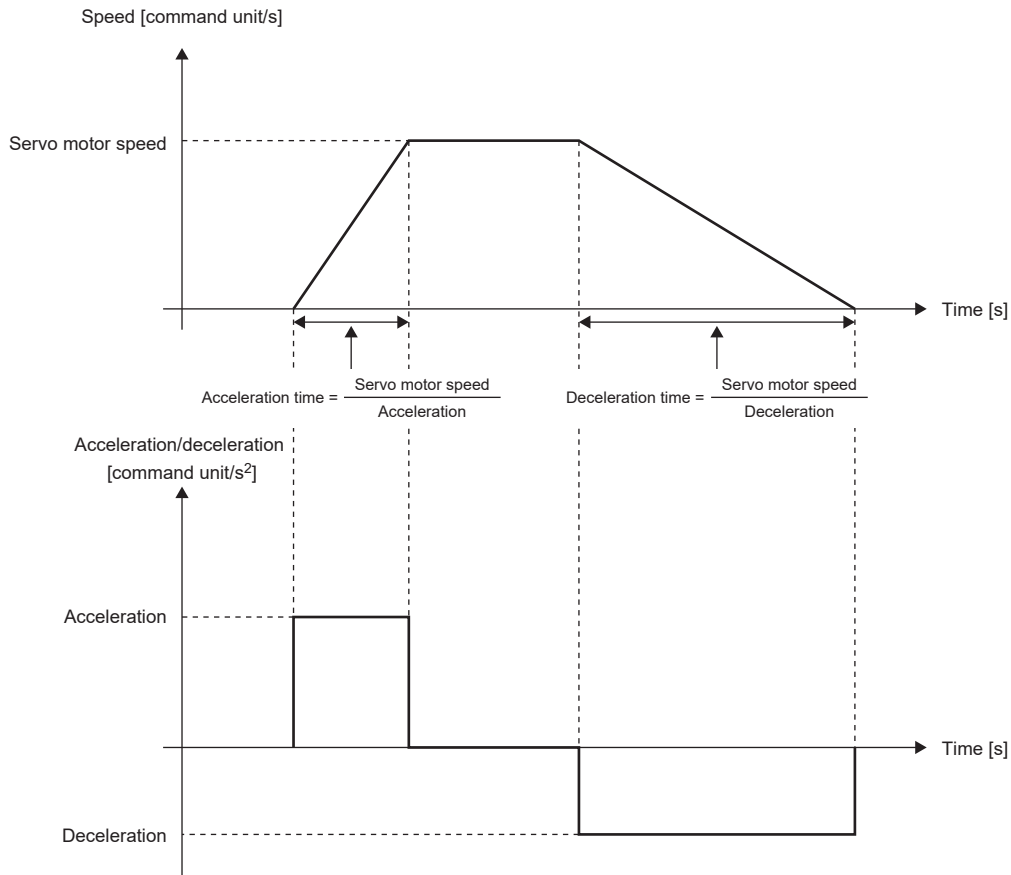 Speed [command unit/s]
Servo motor speed
Time [s]
Acceleration time = Servo motor speed / Acceleration
Deceleration time = Servo motor speed / Deceleration
Acceleration/deceleration
[command unit/s²]
Acceleration
Time [s]
Deceleration